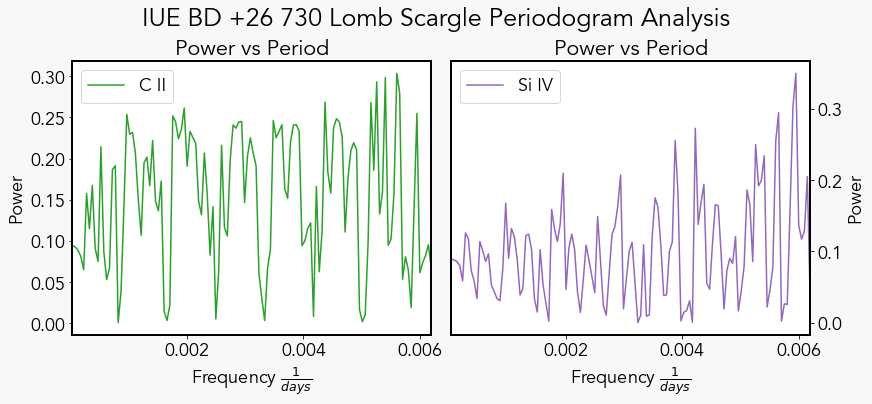 IUE BD +26 730 Lomb Scargle Periodogram Analysis
Power vs Period
C II
0.30
0.25
0.20
0.15
0.10
0.05
0.00
Power
0.002
0.004
0.006
Frequency 1/days
Power vs Period
Si IV
0.3
0.2
0.1
0.0
Power
0.002
0.004
0.006
Frequency 1/days